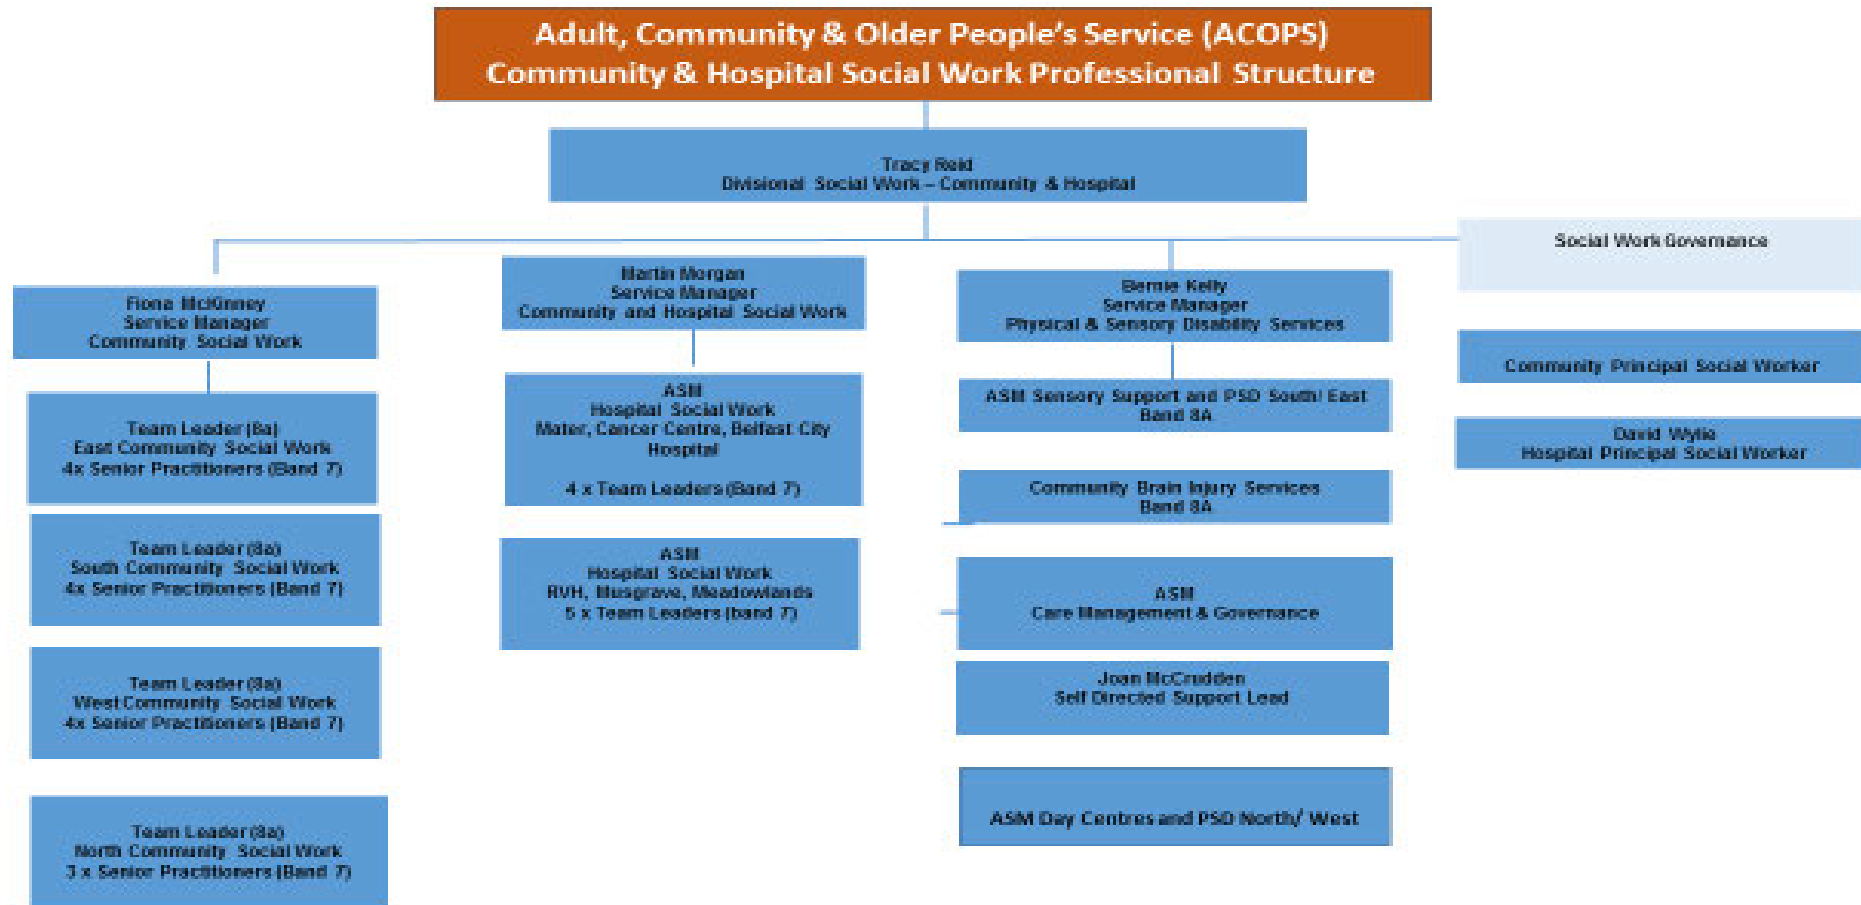 Adult, Community & Older People's Service (ACOPS)
Community & Hospital Social Work Professional Structure
Tracy Reid
Divisional Social Work – Community & Hospital
Fiona McKinney
Service Manager
Community Social Work
Team Leader (8a)
East Community Social Work
4x Senior Practitioners (Band 7)
Team Leader (8a)
South Community Social Work
4x Senior Practitioners (Band 7)
Team Leader (8a)
West Community Social Work
4x Senior Practitioners (Band 7)
Team Leader (8a)
North Community Social Work
3 x Senior Practitioners (Band 7)
Martin Morgan
Service Manager
Community and Hospital Social Work
ASM
Hospital Social Work
Mater, Cancer Centre, Belfast City
Hospital
4 x Team Leaders (Band 7)
ASM
Hospital Social Work
RVH, Musgrave, Meadowlands
5 x Team Leaders (band 7)
Bernie Kelly
Service Manager
Physical & Sensory Disability Services
ASM Sensory Support and PSD South/ East
Band 8A
Community Brain Injury Services
Band 8A
ASM
Care Management & Governance
Joan McCrudden
Self Directed Support Lead
ASM Day Centres and PSD North/ West
Social Work Governance
Community Principal Social Worker
David Wylie
Hospital Principal Social Worker